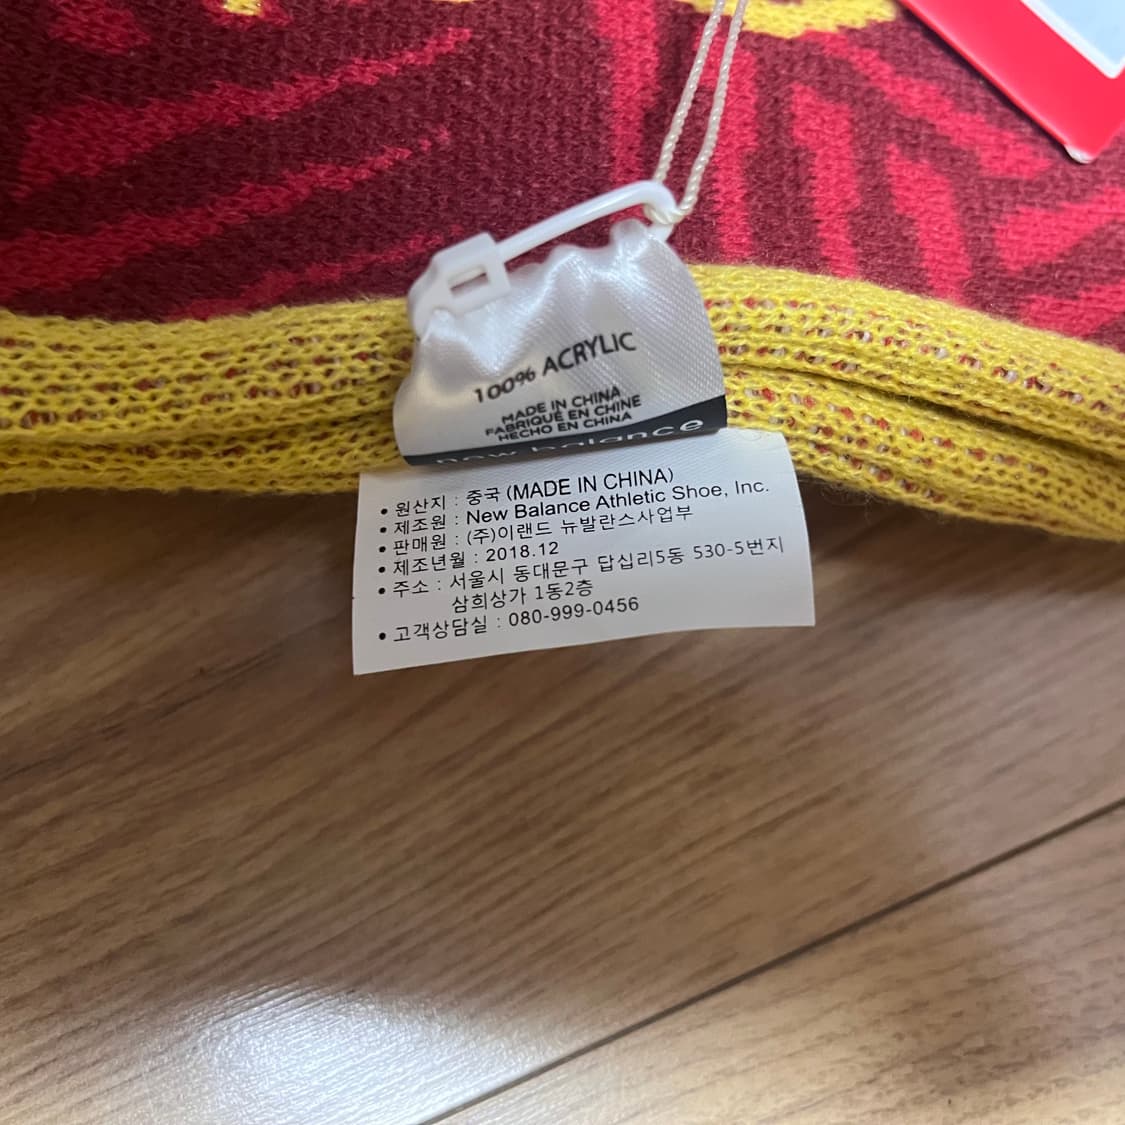 100% ACRYLIC
MADE IN CHINA
FABRIQUÉ EN CHINE
HECHO EN CHINA
new balance
• 원산지 : 중국 (MADE IN CHINA)
• 제조원 : New Balance Athletic Shoe, Inc.
• 판매원 : (주)이랜드 뉴발란스사업부
• 제조년월 : 2018.12
• 주소 : 서울시 동대문구 답십리5동 530-5번지
삼희상가 1동2층
• 고객상담실 : 080-999-0456